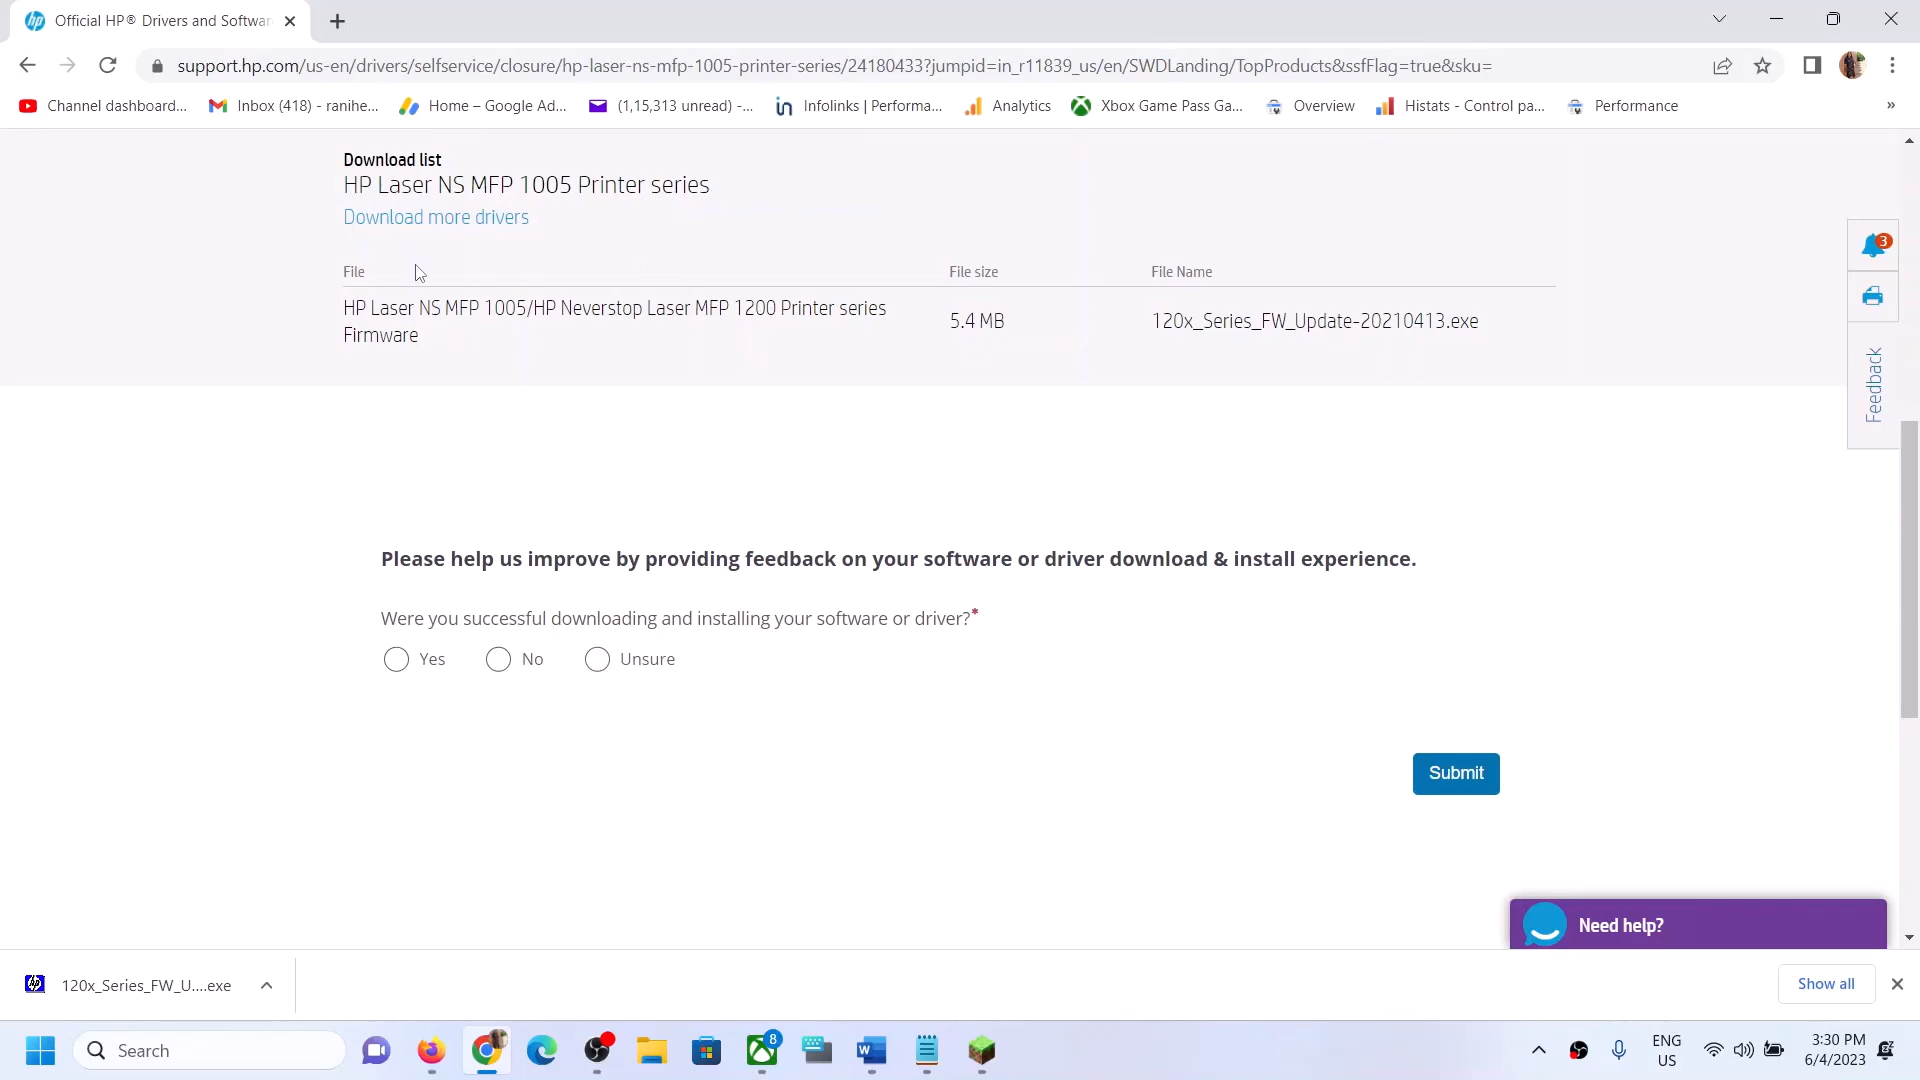 Official HP® Drivers and Softwar
support.hp.com/us-en/drivers/selfservice/closure/hp-laser-ns-mfp-1005-printer-series/24180433?jumpid=in_r11839_us/en/SWDLanding/TopProducts&ssfFlag=true&sku=
Channel dashboard... Inbox (418) - ranihe... Home – Google Ad... (1,15,313 unread) -... Infolinks | Performa... Analytics Xbox Game Pass Ga... Overview Histats - Control pa... Performance »
Download list
HP Laser NS MFP 1005 Printer series
Download more drivers
3
File File size File Name
HP Laser NS MFP 1005/HP Neverstop Laser MFP 1200 Printer series
Firmware
5.4 MB 120x_Series_FW_Update-20210413.exe
Feedback
Please help us improve by providing feedback on your software or driver download & install experience.
Were you successful downloading and installing your software or driver?*
Yes No Unsure
Submit
Need help?
120x_Series_FW_U....exe Show all
Search
8
ENG
US
3:30 PM
6/4/2023